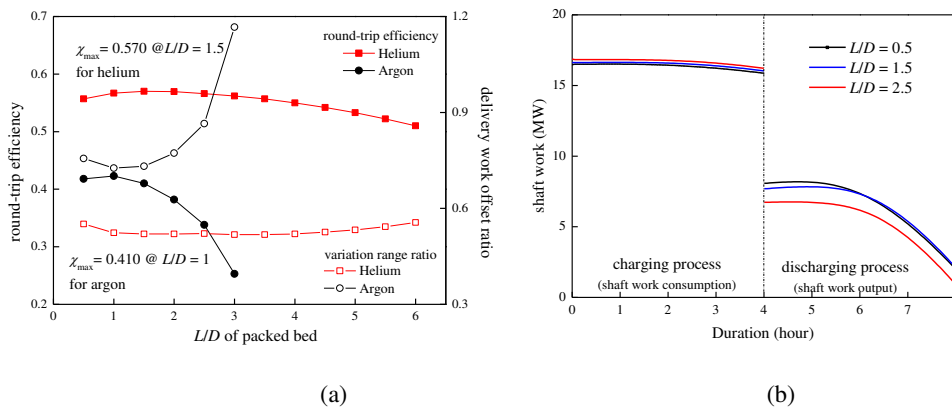 0.7
0.6
0.5
0.4
0.3
0.2
round-trip efficiency
χmax= 0.570 @L/D = 1.5
for helium
round-trip efficiency
Helium
Argon
χmax= 0.410 @ L/D = 1
for argon
variation range ratio
Helium
Argon
1.2
0.9
0.6
0.3
delivery work offset ratio
0 1 2 3 4 5 6
L/D of packed bed
(a)
20
15
10
5
0
shaft work (MW)
L/D = 0.5
L/D = 1.5
L/D = 2.5
charging process
(shaft work consumption)
discharging process
(shaft work output)
0 1 2 3 4 5 6 7
Duration (hour)
(b)